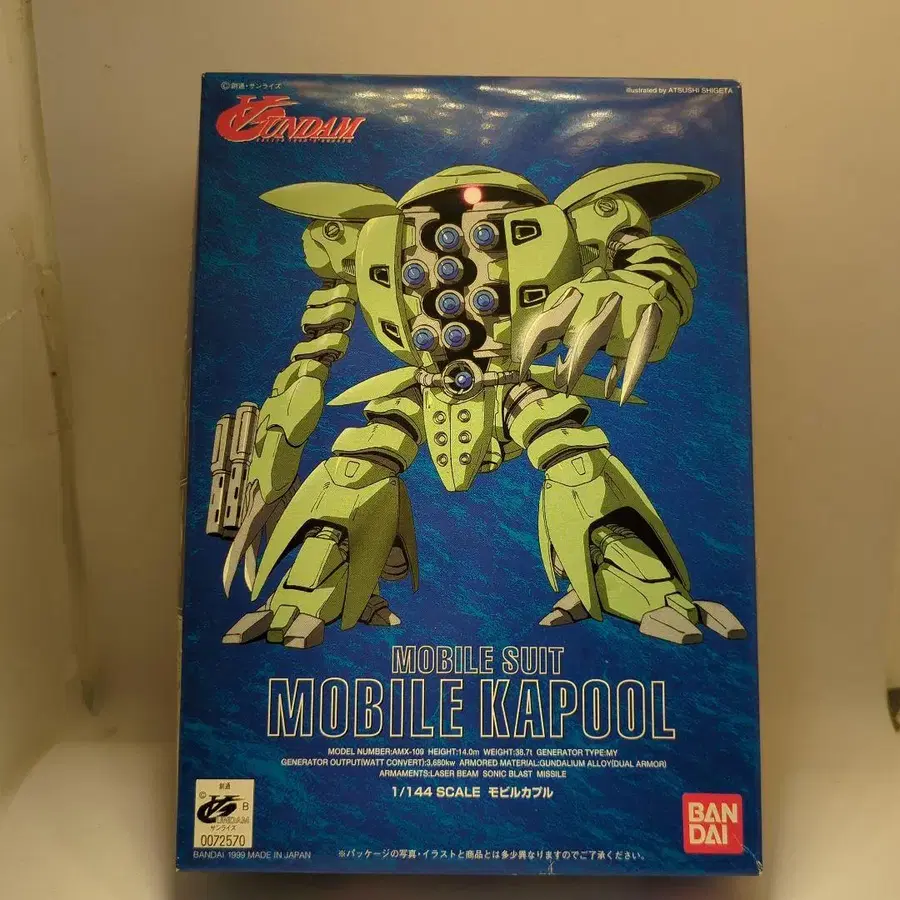 ©創通・サンライズ
Illustrated by ATSUSHI SHIGETA
GUNDAM
MOBILE SUIT
MOBILE KAPOOL
MODEL NUMBER:AMX-109 HEIGHT:14.0m WEIGHT:38.7t GENERATOR TYPE:MY
GENERATOR OUTPUT(WATT CONVERT):3,680kw ARMORED MATERIAL:GUNDALIUM ALLOY(DUAL ARMOR)
ARMAMENTS:LASER BEAM SONIC BLAST MISSILE
1/144 SCALE モビルカプル
創通
© B
GUNDAM
サンライズ
0072570
BAN
DAI
BANDAI 1999 MADE IN JAPAN
※パッケージの写真・イラストと商品とは多少異なりますのでご了承ください。